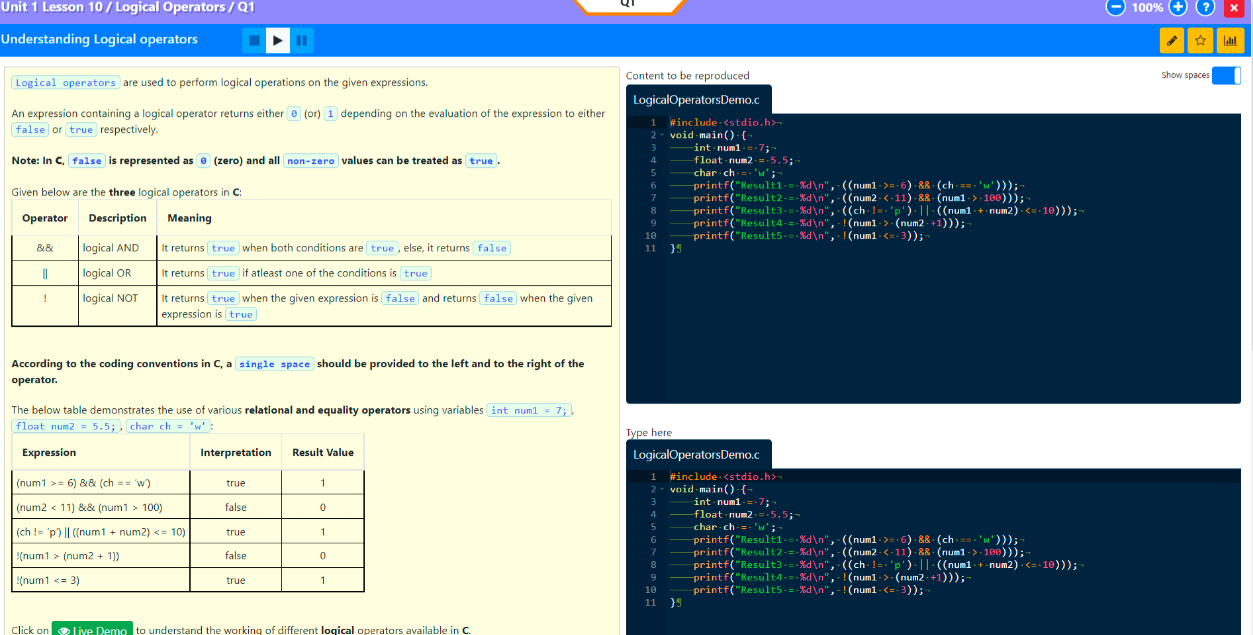 Unit 1 Lesson 10 / Logical Operators / Q1
Q1
100%
?
Understanding Logical operators
Logical operators are used to perform logical operations on the given expressions.
An expression containing a logical operator returns either 0 (or) 1 depending on the evaluation of the expression to either
false or true respectively.
Note: In C, false is represented as 0 (zero) and all non-zero values can be treated as true.
Given below are the three logical operators in C:
Operator Description Meaning
&& logical AND It returns true when both conditions are true, else, it returns false
|| logical OR It returns true if atleast one of the conditions is true
! logical NOT It returns true when the given expression is false and returns false when the given
expression is true
According to the coding conventions in C, a single space should be provided to the left and to the right of the
operator.
The below table demonstrates the use of various relational and equality operators using variables int num1 = 7;,
float num2 = 5.5;, char ch = 'w':
Expression Interpretation Result Value
(num1 >= 6) && (ch == 'w') true 1
(num2 < 11) && (num1 > 100) false 0
(ch != 'p') || ((num1 + num2) <= 10) true 1
!(num1 > (num2 + 1)) false 0
!(num1 <= 3) true 1
Click on Live Demo to understand the working of different logical operators available in C.
Content to be reproduced
Show spaces
LogicalOperatorsDemo.c
1 #include·<stdio.h>¬
2 void·main()·{¬
3 int·num1·=·7;¬
4 float·num2·=·5.5;¬
5 char·ch·=·'w';¬
6 printf("Result1·=·%d\n",·((num1·>=·6)·&&·(ch·==·'w')));¬
7 printf("Result2·=·%d\n",·((num2·<·11)·&&·(num1·>·100)));¬
8 printf("Result3·=·%d\n",·((ch·!=·'p')·||·((num1·+·num2)·<=·10)));¬
9 printf("Result4·=·%d\n",·!(num1·>·(num2·+1)));¬
10 printf("Result5·=·%d\n",·!(num1·<=·3));¬
11 }¶
Type here
LogicalOperatorsDemo.c
1 #include·<stdio.h>¬
2 void·main()·{¬
3 int·num1·=·7;¬
4 float·num2·=·5.5;¬
5 char·ch·=·'w';¬
6 printf("Result1·=·%d\n",·((num1·>=·6)·&&·(ch·==·'w')));¬
7 printf("Result2·=·%d\n",·((num2·<·11)·&&·(num1·>·100)));¬
8 printf("Result3·=·%d\n",·((ch·!=·'p')·||·((num1·+·num2)·<=·10)));¬
9 printf("Result4·=·%d\n",·!(num1·>·(num2·+1)));¬
10 printf("Result5·=·%d\n",·!(num1·<=·3));¬
11 }¶